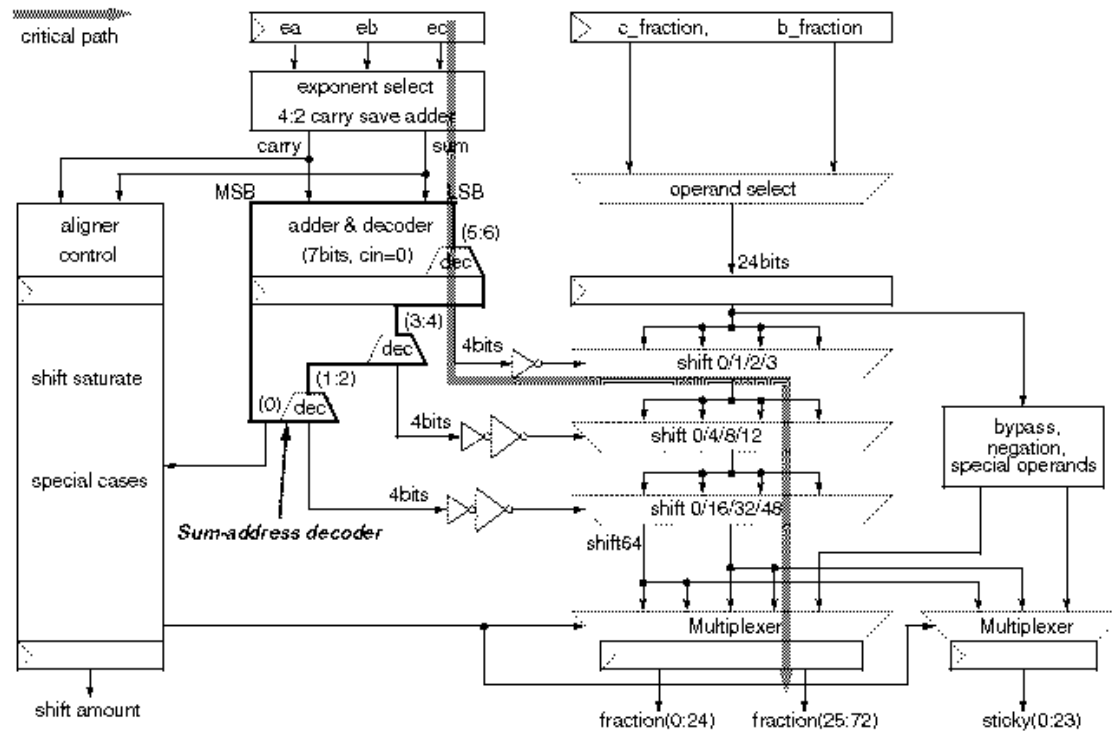 critical path
ea eb ec
c_fraction, b_fraction
exponent select
4:2 carry save adder
carry sum
MSB LSB
operand select
aligner
control
adder & decoder
(7bits, cin=0)
(5:6)
dec
24bits
(3:4)
dec
4bits
shift 0/1/2/3
shift saturate
(1:2)
(0) dec
4bits
shift 0/4/8/12
bypass,
negation,
special operands
special cases
4bits
shift 0/16/32/48
Sum-address decoder
shift64
Multiplexer
Multiplexer
shift amount
fraction(0:24) fraction(25:72) sticky(0:23)